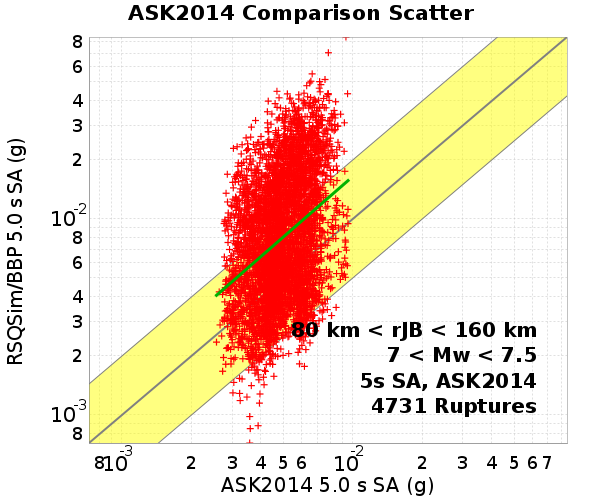 ASK2014 Comparison Scatter
RSQSim/BBP 5.0 s SA (g)
8
6
4
3
2
10-2
8
6
4
3
2
10-3
8
80 km < rJB < 160 km
7 < Mw < 7.5
5s SA, ASK2014
4731 Ruptures
8 10-3 2 3 4 5 6 10-2 2 3 4 5 6 7
ASK2014 5.0 s SA (g)